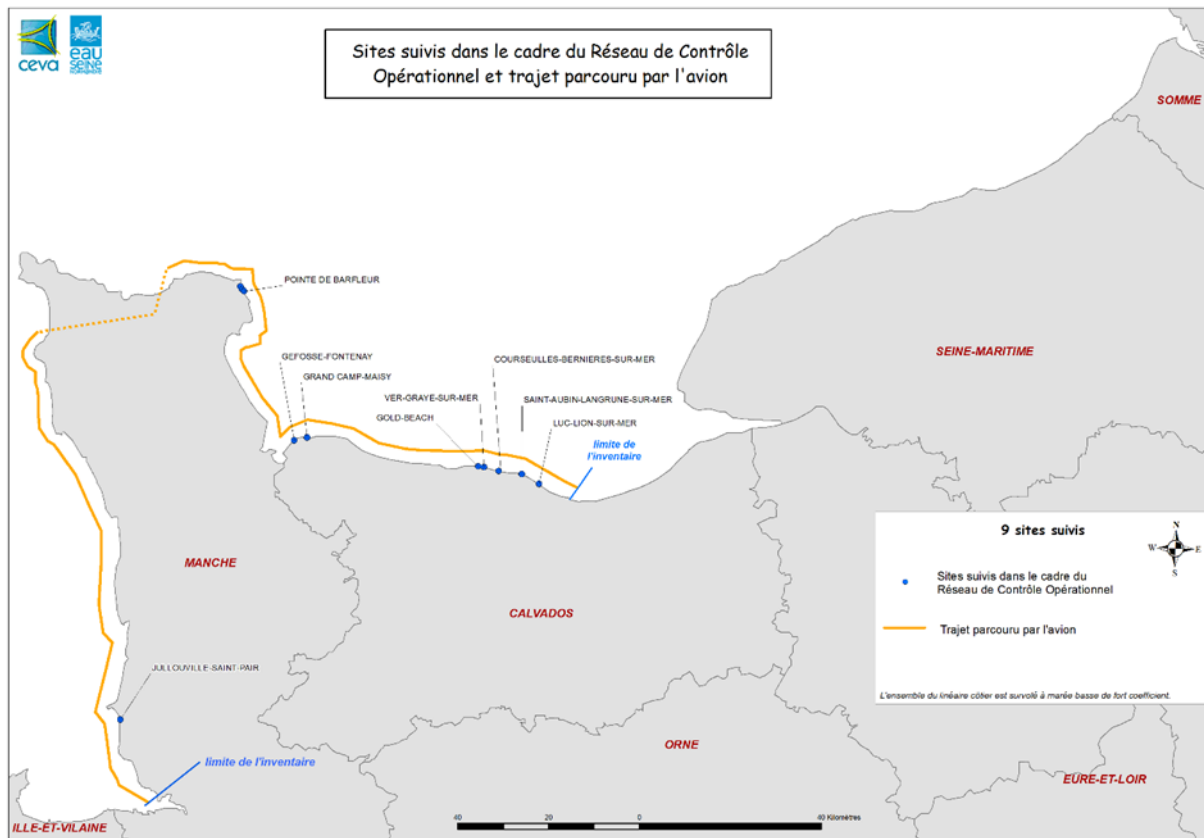 ceva
eau
SEINE
Sites suivis dans le cadre du Réseau de Contrôle
Opérationnel et trajet parcouru par l'avion
SOMME
POINTE DE BARFLEUR
SEINE-MARITIME
GEFOSSE-FONTENAY
COURSEULLES-BERNIERES-SUR-MER
GRAND CAMP-MAISY
VER-GRAYE-SUR-MER
SAINT-AUBIN-LANGRUNE-SUR-MER
GOLD-BEACH
LUC-LION-SUR-MER
limite de
l'inventaire
9 sites suivis
N
W
E
S
Sites suivis dans le cadre du
Réseau de Contrôle Opérationnel
Trajet parcouru par l'avion
L'ensemble du linéaire côtier est survolé à marée basse de fort coefficient.
MANCHE
CALVADOS
JULLOUVILLE-SAINT-PAIR
ORNE
limite de l'inventaire
EURE-ET-LOIR
ILLE-ET-VILAINE
40 20 0 40 Kilomètres